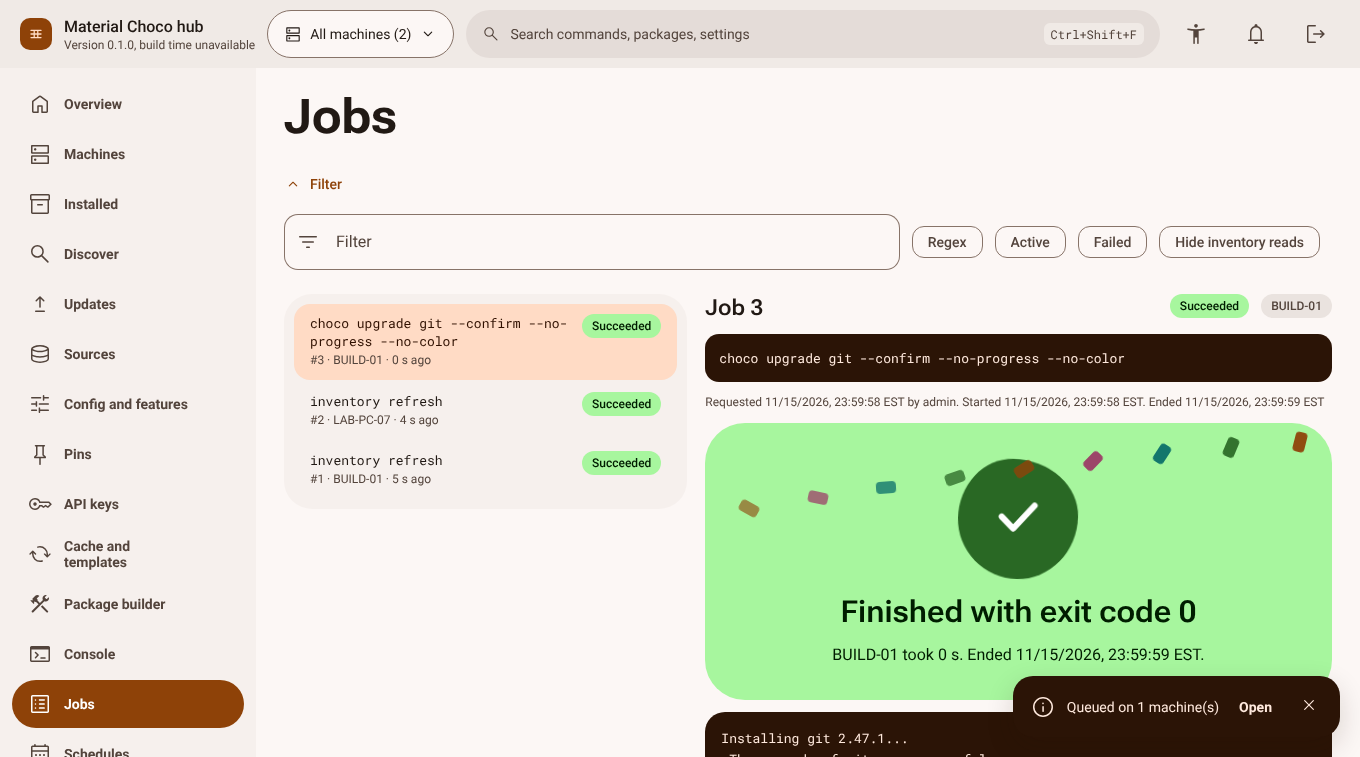 Material Choco hub
Version 0.1.0, build time unavailable
All machines (2)
Search commands, packages, settings
Ctrl+Shift+F
Overview
Machines
Installed
Discover
Updates
Sources
Config and features
Pins
API keys
Cache and
templates
Package builder
Console
Jobs
Schedules
Jobs
Filter
Filter
Regex
Active
Failed
Hide inventory reads
choco upgrade git --confirm --no-
progress --no-color
Succeeded
#3 · BUILD-01 · 0 s ago
inventory refresh
Succeeded
#2 · LAB-PC-07 · 4 s ago
inventory refresh
Succeeded
#1 · BUILD-01 · 5 s ago
Job 3
Succeeded
BUILD-01
choco upgrade git --confirm --no-progress --no-color
Requested 11/15/2026, 23:59:58 EST by admin. Started 11/15/2026, 23:59:58 EST. Ended 11/15/2026, 23:59:59 EST
Finished with exit code 0
BUILD-01 took 0 s. Ended 11/15/2026, 23:59:59 EST.
Queued on 1 machine(s)
Open
Installing git 2.47.1...